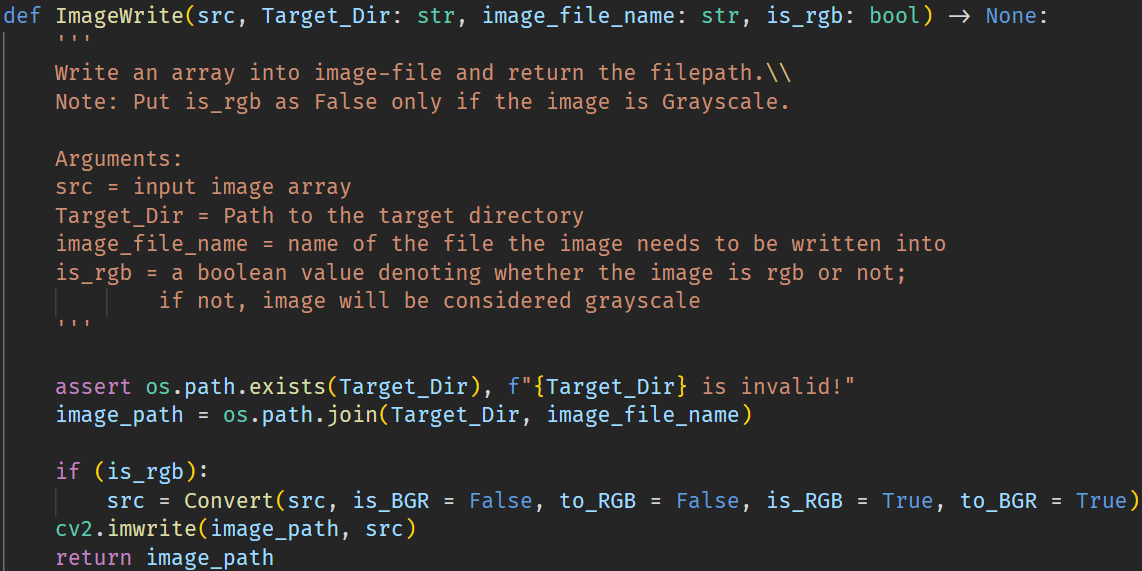 def ImageWrite(src, Target_Dir: str, image_file_name: str, is_rgb: bool) → None:
'''
Write an array into image-file and return the filepath.\\
Note: Put is_rgb as False only if the image is Grayscale.
Arguments:
src = input image array
Target_Dir = Path to the target directory
image_file_name = name of the file the image needs to be written into
is_rgb = a boolean value denoting whether the image is rgb or not;
if not, image will be considered grayscale
'''
assert os.path.exists(Target_Dir), f"{Target_Dir} is invalid!"
image_path = os.path.join(Target_Dir, image_file_name)
if (is_rgb):
src = Convert(src, is_BGR = False, to_RGB = False, is_RGB = True, to_BGR = True)
cv2.imwrite(image_path, src)
return image_path